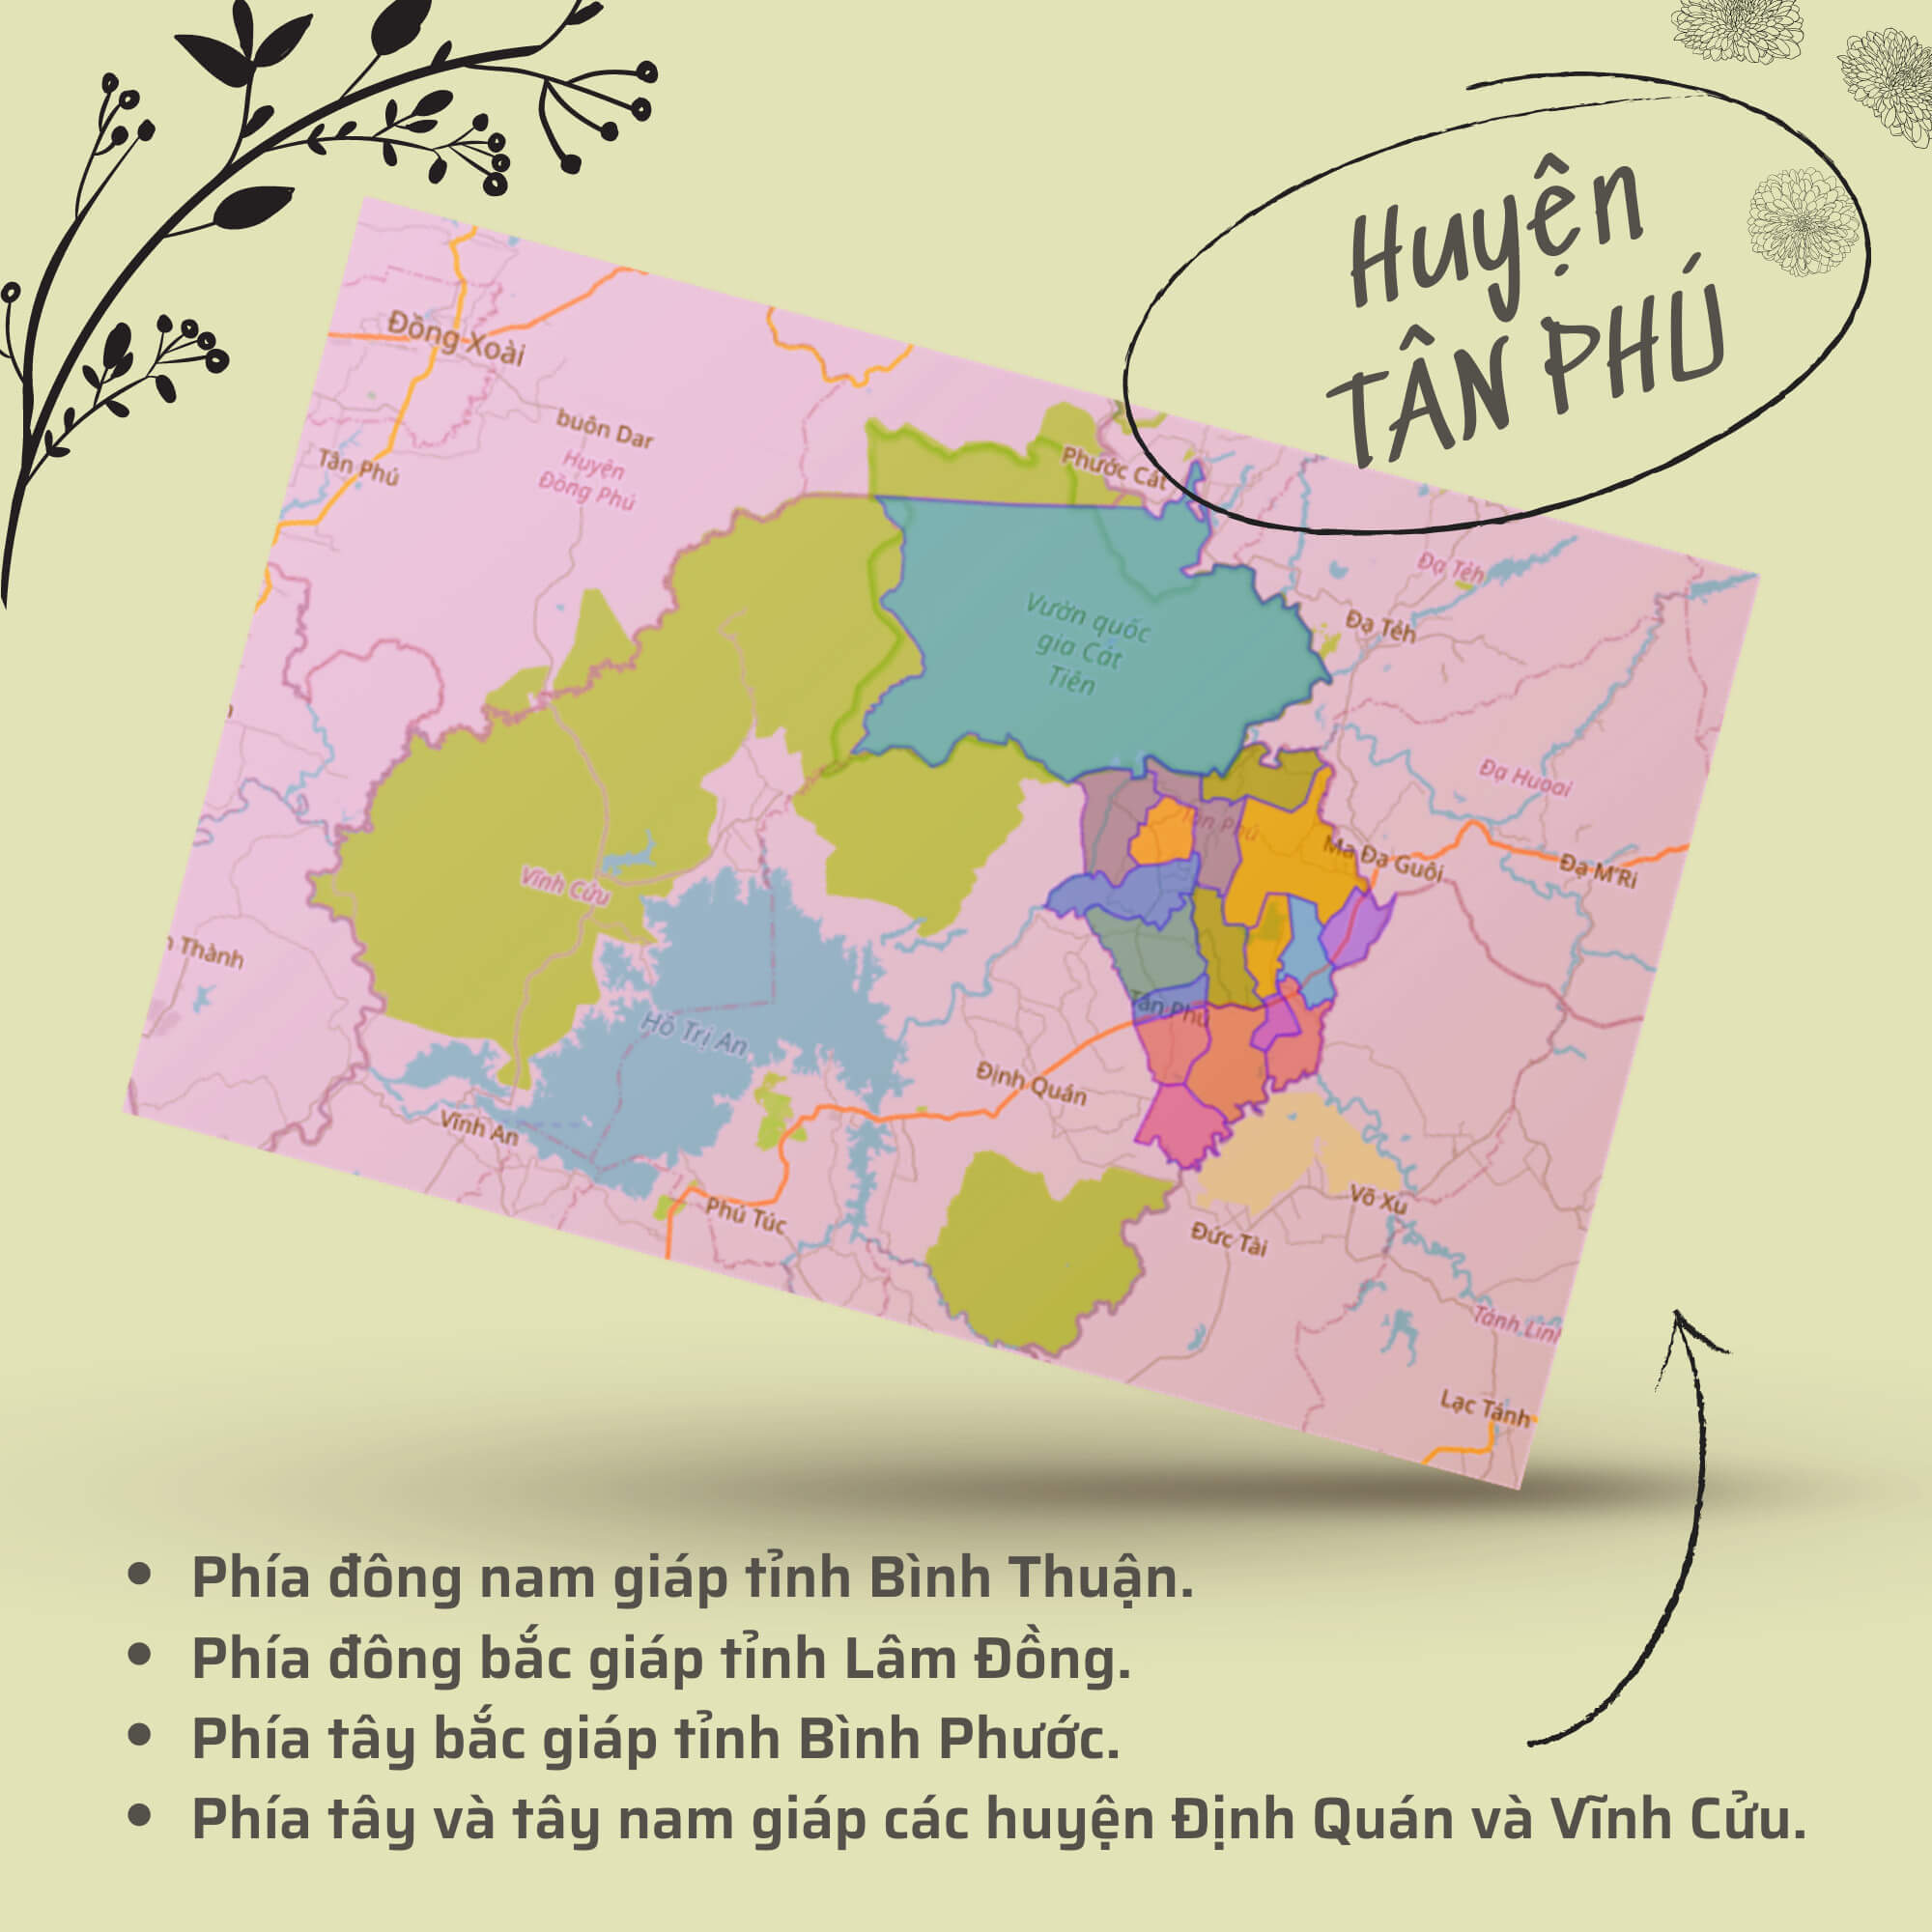 Huyện
TÂN PHÚ
Đồng Xoài
buôn Dar
Huyện
Đồng Phú
Tân Phú
Phước Cát
Đạ Tẻh
Đạ Tẻh
Vườn quốc
gia Cát
Tiên
Đạ Huoai
Tân Phú
Ma Đa Guôi
Đạ M'Ri
Vĩnh Cửu
Thành
Tân Phú
Hồ Trị An
Định Quán
Vĩnh An
Phú Túc
Võ Xu
Đức Tài
Tánh Linh
Lạc Tánh
• Phía đông nam giáp tỉnh Bình Thuận.
• Phía đông bắc giáp tỉnh Lâm Đồng.
• Phía tây bắc giáp tỉnh Bình Phước.
• Phía tây và tây nam giáp các huyện Định Quán và Vĩnh Cửu.